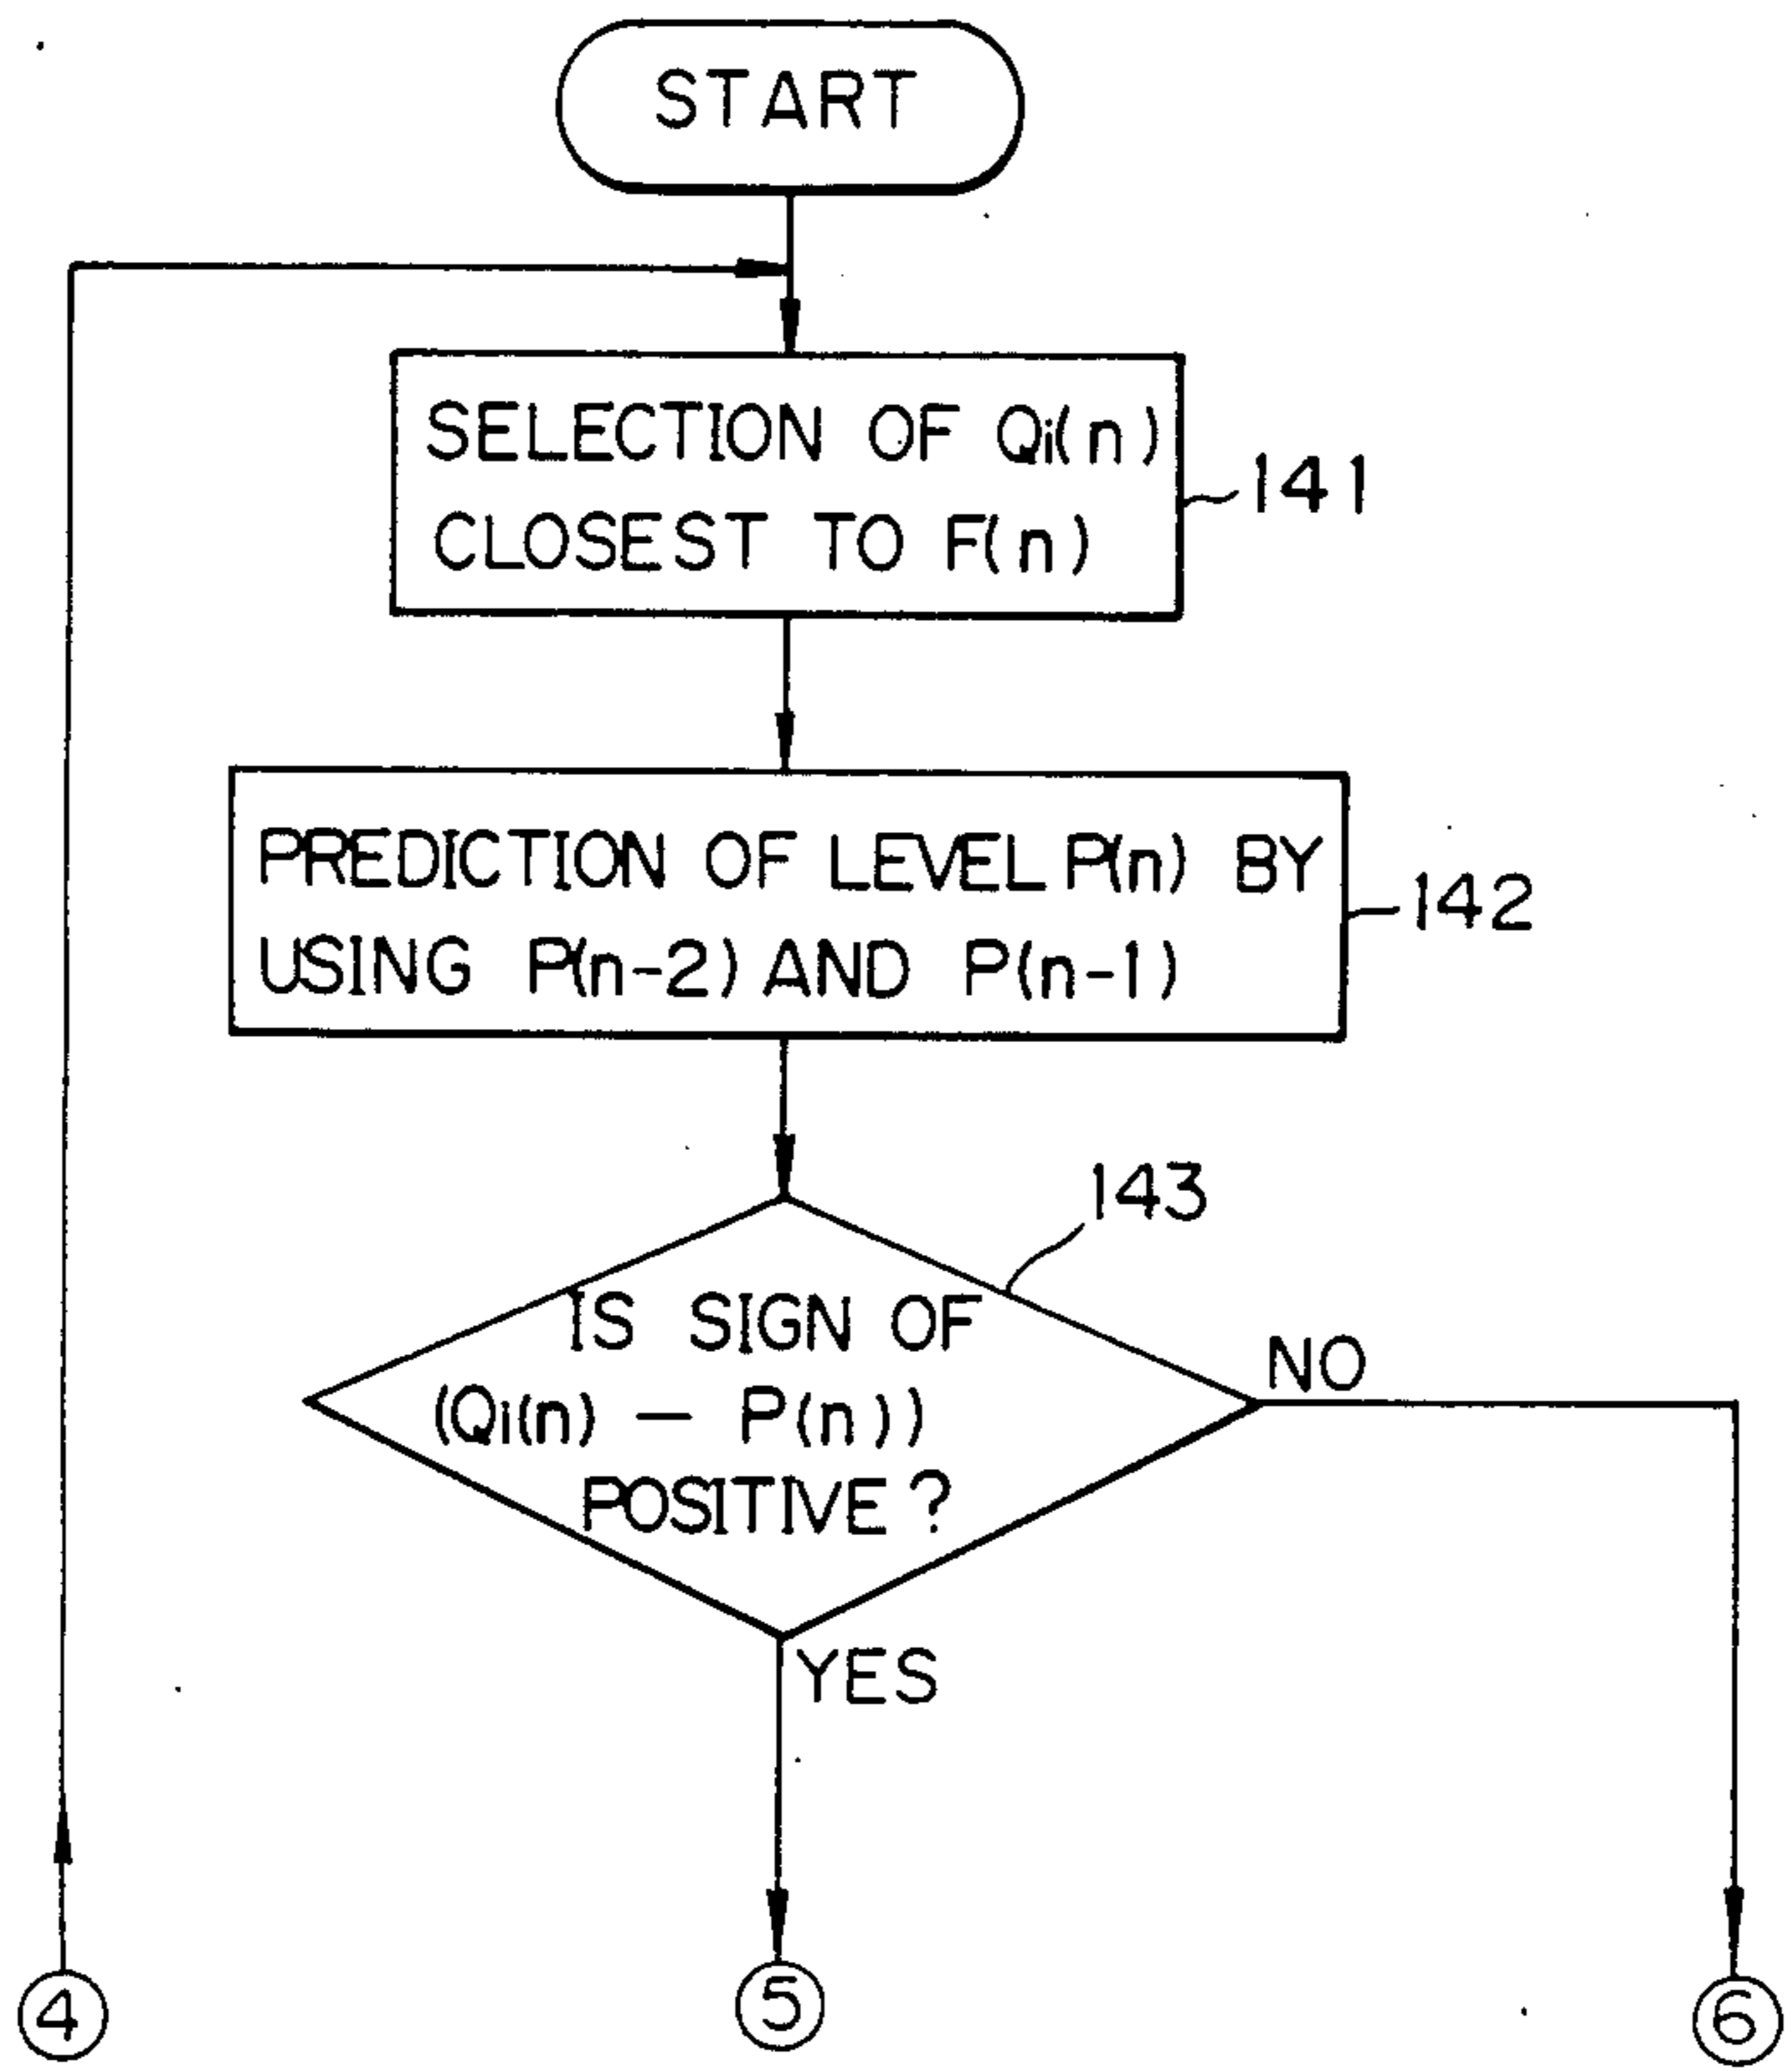 START
SELECTION OF Qi(n)
CLOSEST TO F(n)
141
PREDICTION OF LEVEL P(n) BY
USING P(n-2) AND P(n-1)
142
143
IS SIGN OF
(Qi(n) — P(n))
POSITIVE?
NO
YES
4
5
6